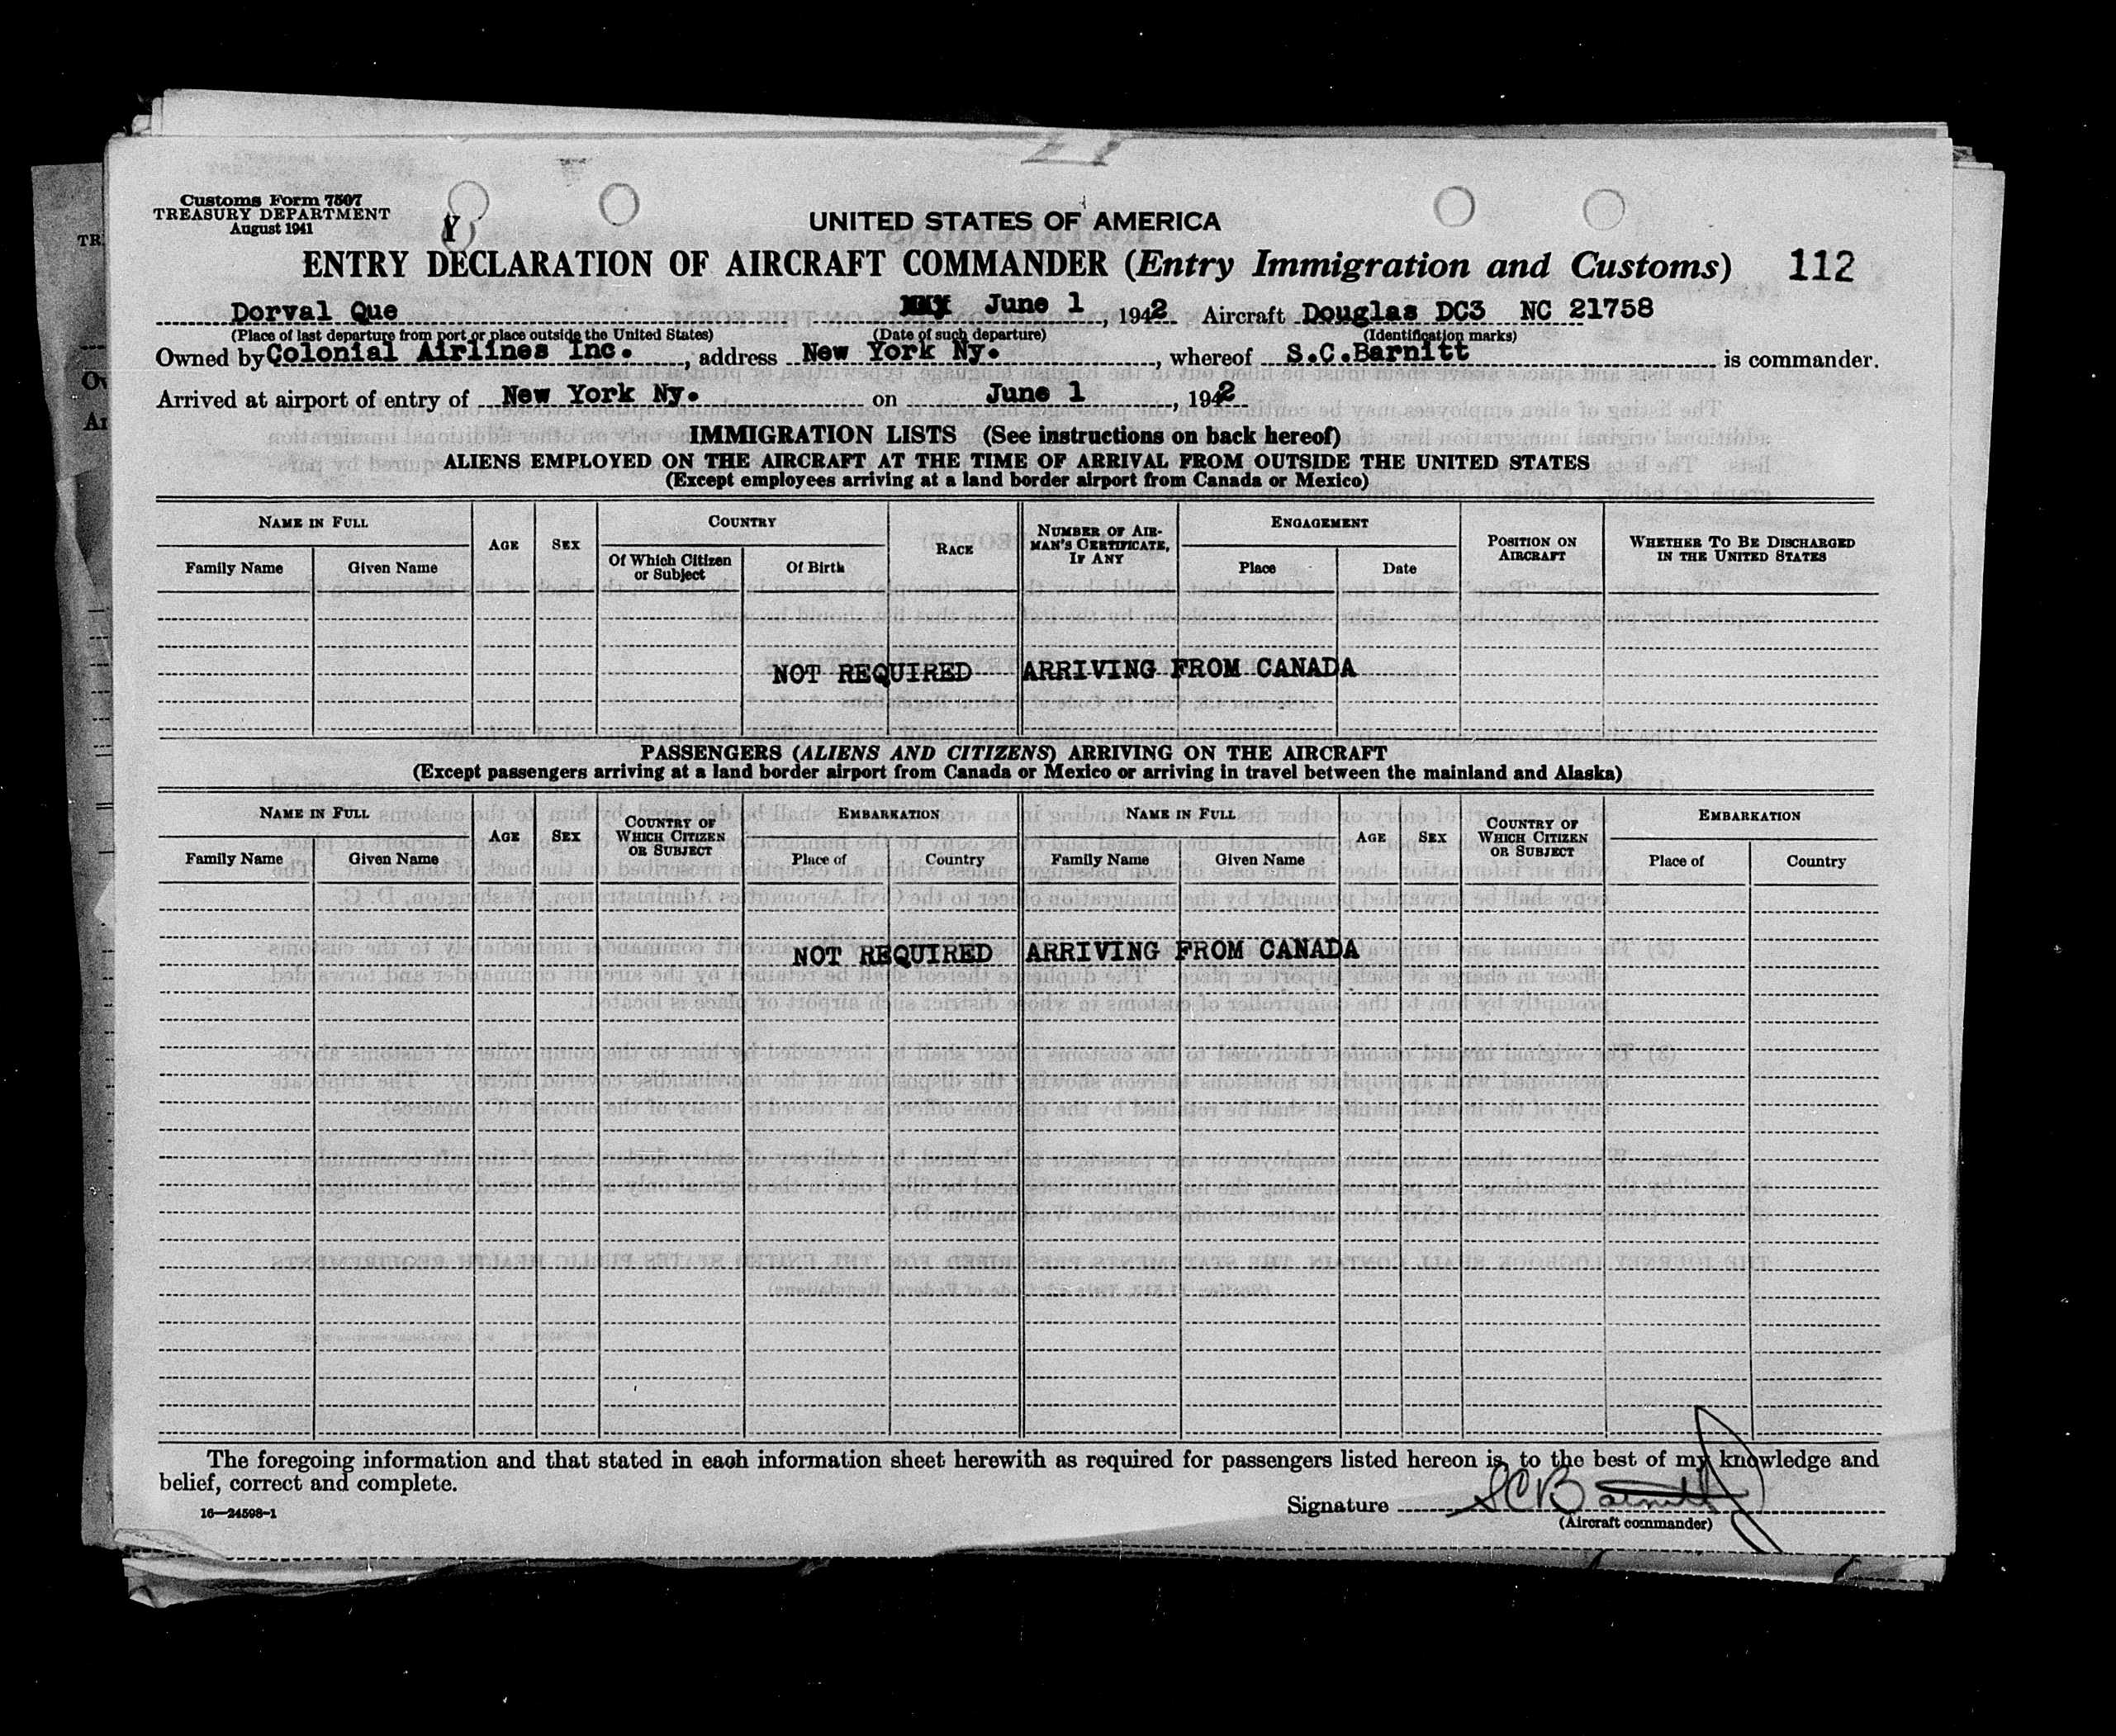 Customs Form 7507
TREASURY DEPARTMENT
August 1941
Y
UNITED STATES OF AMERICA
ENTRY DECLARATION OF AIRCRAFT COMMANDER (Entry Immigration and Customs) 112
Dorval Que June 1, 1942 Aircraft Douglas DC3 NC 21758
(Place of last departure from port or place outside the United States) (Date of such departure) (Identification marks)
Owned by Colonial Airlines Inc., address New York Ny., whereof S.C.Barnitt is commander.
Arrived at airport of entry of New York Ny. on June 1, 1942
IMMIGRATION LISTS (See instructions on back hereof)
ALIENS EMPLOYED ON THE AIRCRAFT AT THE TIME OF ARRIVAL FROM OUTSIDE THE UNITED STATES
(Except employees arriving at a land border airport from Canada or Mexico)
NAME IN FULL AGE SEX COUNTRY RACE NUMBER OF AIR-MAN'S CERTIFICATE, IF ANY ENGAGEMENT POSITION ON AIRCRAFT WHETHER TO BE DISCHARGED IN THE UNITED STATES
Family Name Given Name Of Which Citizen or Subject Of Birth Place Date
NOT REQUIRED ARRIVING FROM CANADA
PASSENGERS (ALIENS AND CITIZENS) ARRIVING ON THE AIRCRAFT
(Except passengers arriving at a land border airport from Canada or Mexico or arriving in travel between the mainland and Alaska)
NAME IN FULL AGE SEX COUNTRY OF WHICH CITIZEN OR SUBJECT EMBARKATION NAME IN FULL AGE SEX COUNTRY OF WHICH CITIZEN OR SUBJECT EMBARKATION
Family Name Given Name Place of Country Family Name Given Name Place of Country
NOT REQUIRED ARRIVING FROM CANADA
The foregoing information and that stated in each information sheet herewith as required for passengers listed hereon is, to the best of my knowledge and
belief, correct and complete.
Signature SCBarnitt
16—24598-1
(Aircraft commander)